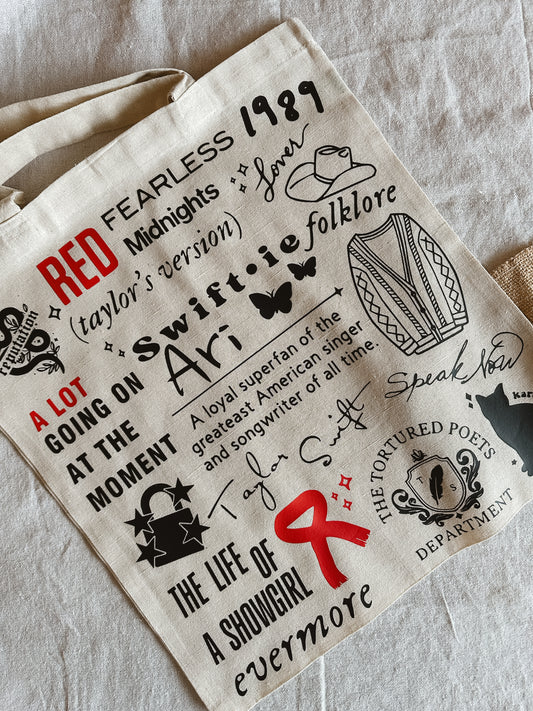 1989
FEARLESS
Lover
Midnights
RED
(taylor's version)
folklore
swift•ie
reputation
Ari
A loyal superfan of the
greateast American singer
and songwriter of all time.
A LOT
GOING ON
AT THE
MOMENT
Speak Now
kar
Taylor Swift
THE TORTURED POETS
T S
DEPARTMENT
THE LIFE OF
A SHOWGIRL
evermore